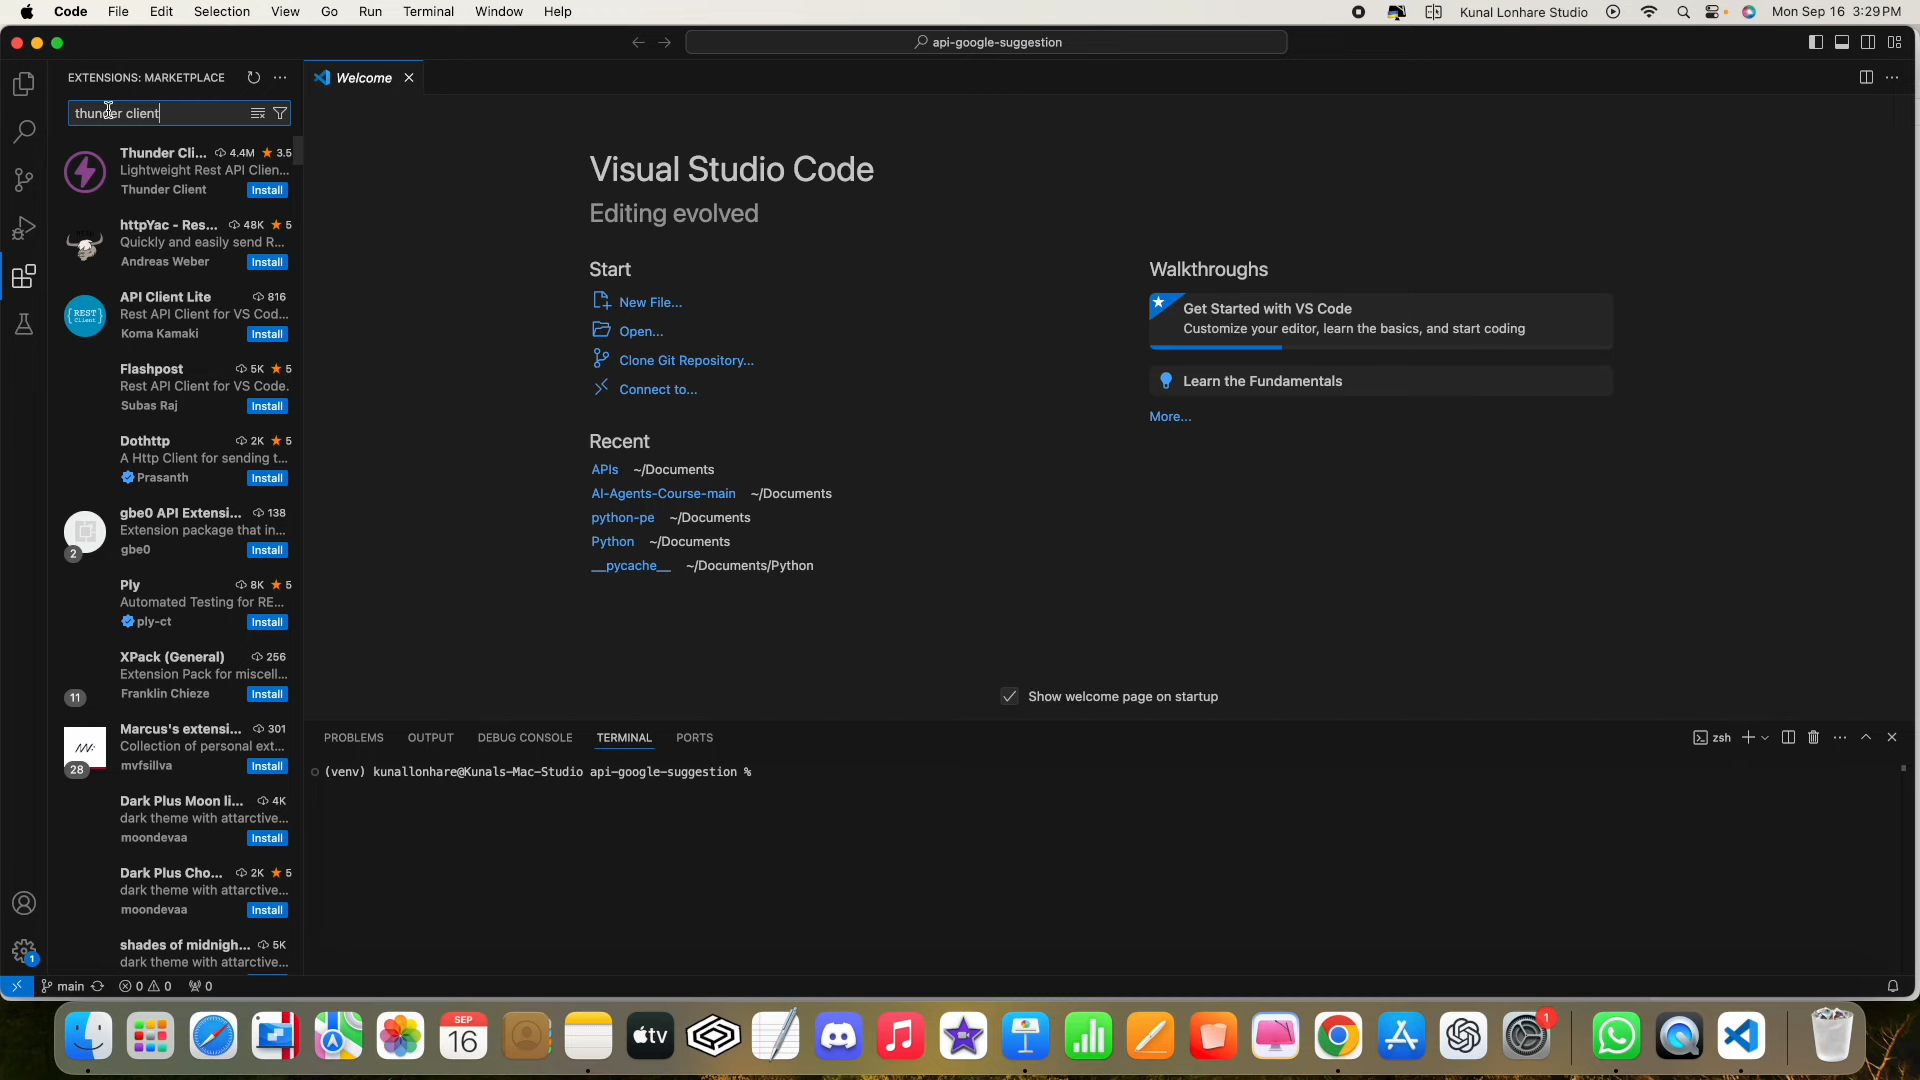 Code File Edit Selection View Go Run Terminal Window Help Kunal Lonhare Studio Mon Sep 16 3:29 PM
api-google-suggestion
EXTENSIONS: MARKETPLACE
Welcome
thunder client
Thunder Cli... 4.4M 3.5
Lightweight Rest API Clien...
Thunder Client Install
httpYac - Res... 48K 5
Quickly and easily send R...
Andreas Weber Install
{REST}
Client
API Client Lite 816
Rest API Client for VS Cod...
Koma Kamaki Install
Flashpost 5K 5
Rest API Client for VS Code.
Subas Raj Install
Dothttp 2K 5
A Http Client for sending t...
Prasanth Install
gbe0 API Extensi... 138
Extension package that in...
2 gbe0 Install
Ply 8K 5
Automated Testing for RE...
ply-ct Install
XPack (General) 256
Extension Pack for miscell...
11 Franklin Chieze Install
Marcus's extensi... 301
Collection of personal ext...
28 mvfsillva Install
Dark Plus Moon li... 4K
dark theme with attarctive...
moondevaa Install
Dark Plus Cho... 2K 5
dark theme with attarctive...
moondevaa Install
shades of midnigh... 5K
dark theme with attarctive...
Visual Studio Code
Editing evolved
Start
New File...
Open...
Clone Git Repository...
Connect to...
Recent
APIs ~/Documents
AI-Agents-Course-main ~/Documents
python-pe ~/Documents
Python ~/Documents
__pycache__ ~/Documents/Python
Walkthroughs
Get Started with VS Code
Customize your editor, learn the basics, and start coding
Learn the Fundamentals
More...
Show welcome page on startup
PROBLEMS OUTPUT DEBUG CONSOLE TERMINAL PORTS zsh
(venv) kunallonhare@Kunals-Mac-Studio api-google-suggestion %
1
main 0 0 0
SEP
16
tv
1